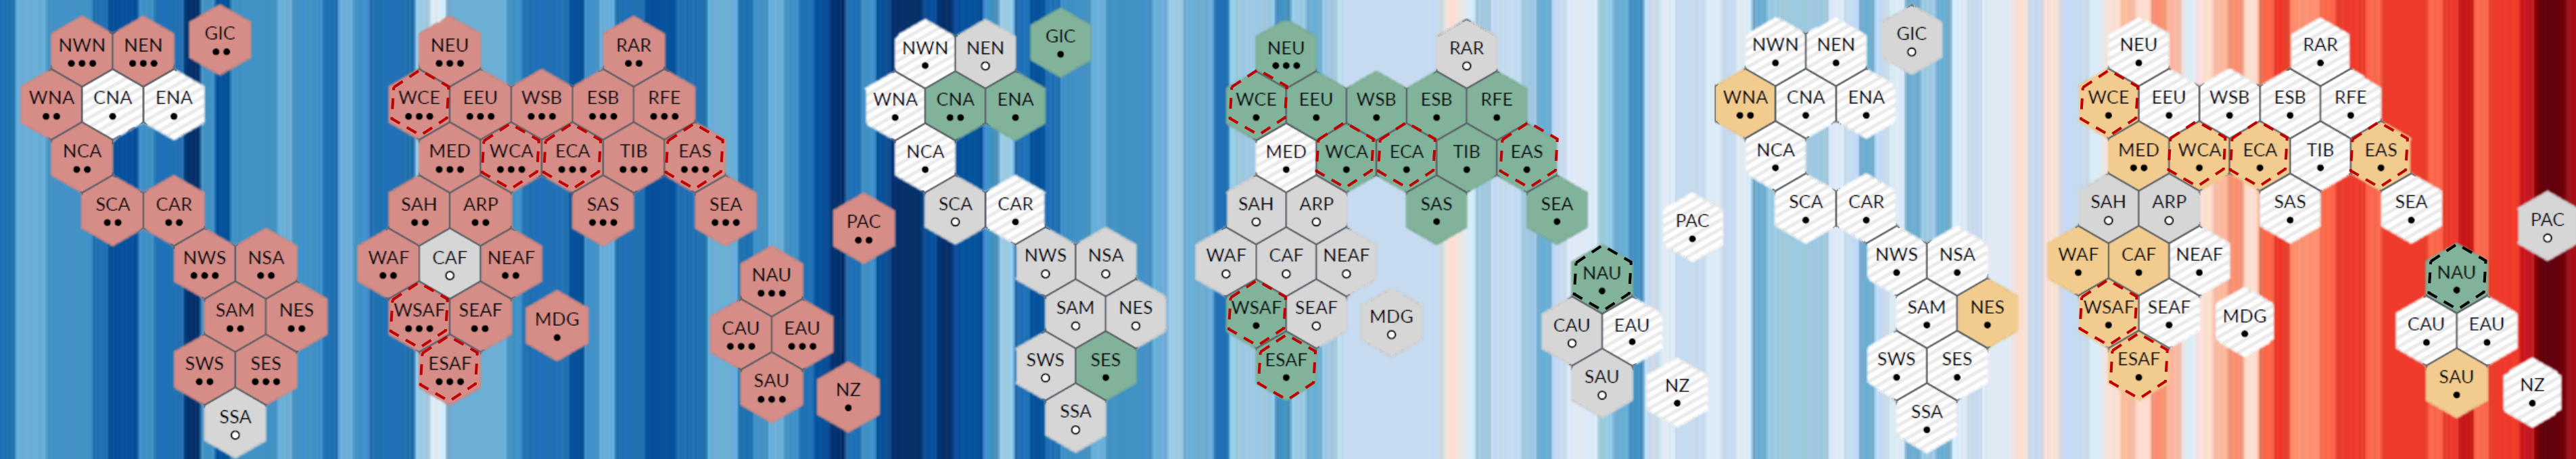 NWN NEN GIC
WNA CNA ENA
NCA
SCA CAR
NWS NSA
SAM NES
SWS SES
SSA
NEU RAR
WCE EEU WSB ESB RFE
MED WCA ECA TIB EAS
SAH ARP SAS SEA
WAF CAF NEAF
WSAF SEAF MDG
ESAF
PAC
NAU
CAU EAU
SAU NZ
NWN NEN GIC
WNA CNA ENA
NCA
SCA CAR
NWS NSA
SAM NES
SWS SES
SSA
NEU RAR
WCE EEU WSB ESB RFE
MED WCA ECA TIB EAS
SAH ARP SAS SEA
WAF CAF NEAF
WSAF SEAF MDG
ESAF
PAC
NAU
CAU EAU
SAU NZ
NWN NEN GIC
WNA CNA ENA
NCA
SCA CAR
NWS NSA
SAM NES
SWS SES
SSA
NEU RAR
WCE EEU WSB ESB RFE
MED WCA ECA TIB EAS
SAH ARP SAS SEA
WAF CAF NEAF
WSAF SEAF MDG
ESAF
PAC
NAU
CAU EAU
SAU NZ